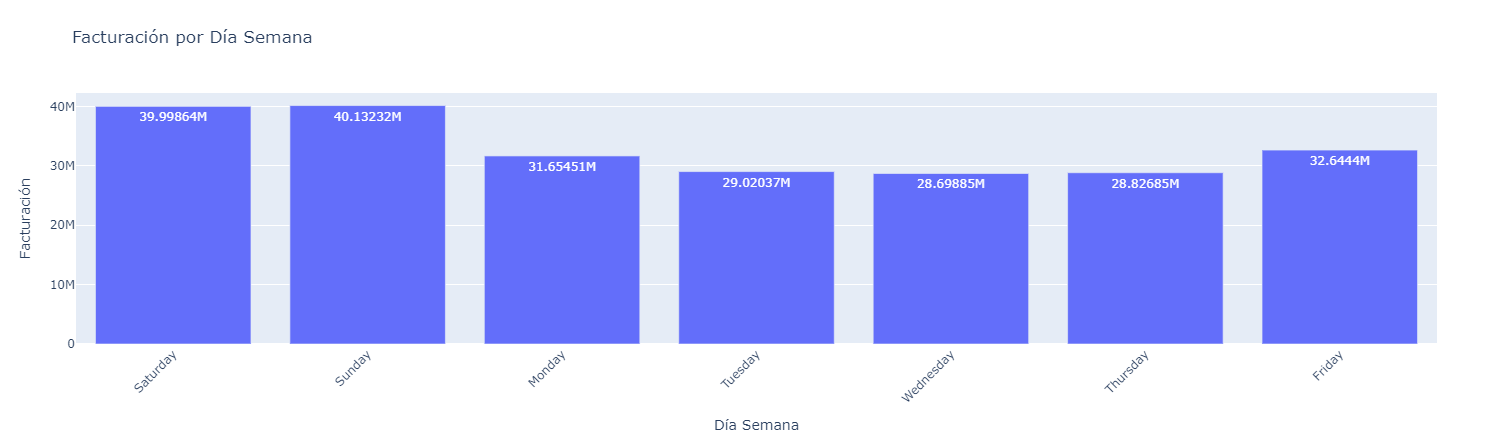 Facturación por Día Semana
Facturación
40M
30M
20M
10M
0
39.99864M
40.13232M
31.65451M
29.02037M
28.69885M
28.82685M
32.6444M
Saturday
Sunday
Monday
Tuesday
Wednesday
Thursday
Friday
Día Semana